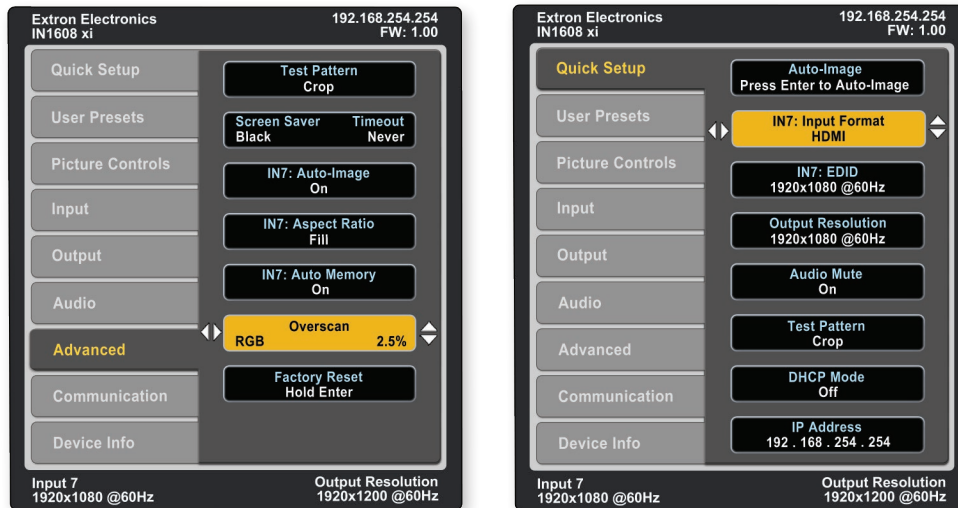 Extron Electronics 192.168.254.254
IN1608 xi FW: 1.00
Quick Setup
User Presets
Picture Controls
Input
Output
Audio
Advanced
Communication
Device Info
Test Pattern
Crop
Screen Saver Timeout
Black Never
IN7: Auto-Image
On
IN7: Aspect Ratio
Fill
IN7: Auto Memory
On
Overscan
RGB 2.5%
Factory Reset
Hold Enter
Input 7 Output Resolution
1920x1080 @60Hz 1920x1200 @60Hz
Extron Electronics 192.168.254.254
IN1608 xi FW: 1.00
Quick Setup
User Presets
Picture Controls
Input
Output
Audio
Advanced
Communication
Device Info
Auto-Image
Press Enter to Auto-Image
IN7: Input Format
HDMI
IN7: EDID
1920x1080 @60Hz
Output Resolution
1920x1080 @60Hz
Audio Mute
On
Test Pattern
Crop
DHCP Mode
Off
IP Address
192 . 168 . 254 . 254
Input 7 Output Resolution
1920x1080 @60Hz 1920x1200 @60Hz